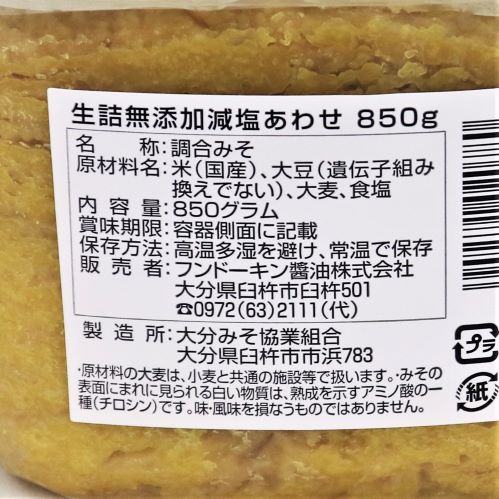 生詰無添加減塩あわせ 850g
名　　称:調合みそ
原材料名:米(国産)、大豆(遺伝子組み
換えでない)、大麦、食塩
内 容 量:850グラム
賞味期限:容器側面に記載
保存方法:高温多湿を避け、常温で保存
販 売 者:フンドーキン醬油株式会社
大分県臼杵市臼杵501
☎0972(63)2111(代)
製 造 所:大分みそ協業組合
大分県臼杵市市浜783
・原材料の大麦は、小麦と共通の施設等で扱います。・みその
表面にまれに見られる白い物質は、熟成を示すアミノ酸の一
種(チロシン)です。味・風味を損なうものではありません。
プラ
紙